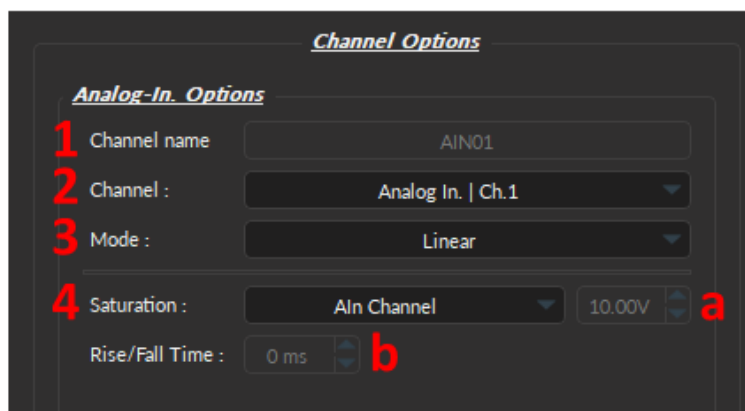 Channel Options
Analog-In. Options
1 Channel name AIN01
2 Channel : Analog In. | Ch.1
3 Mode : Linear
4 Saturation : AIn Channel 10.00V a
Rise/Fall Time : 0 ms b